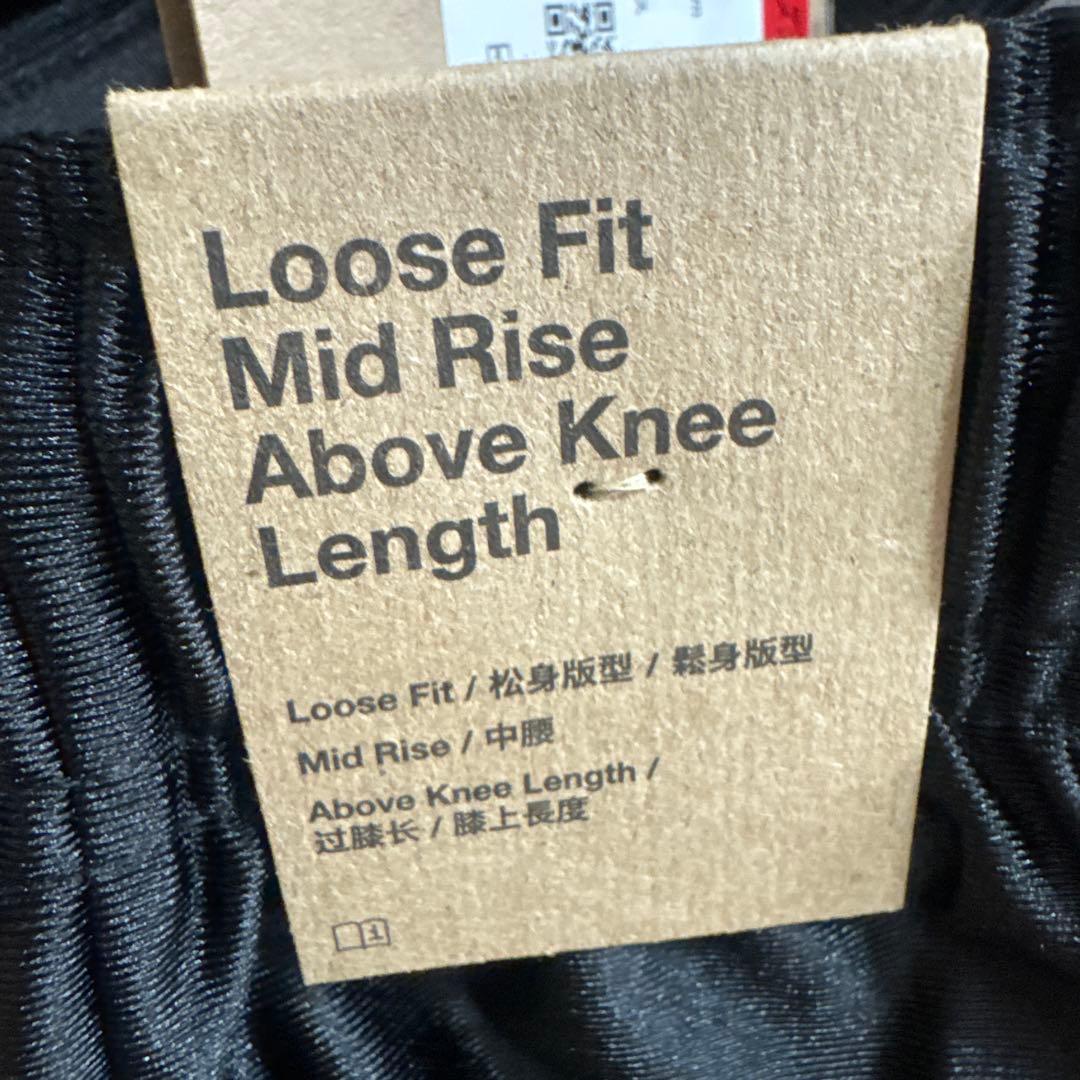 Loose Fit
Mid Rise
Above Knee
Length
Loose Fit / 松身版型 / 鬆身版型
Mid Rise / 中腰
Above Knee Length /
过膝长 / 膝上長度
i